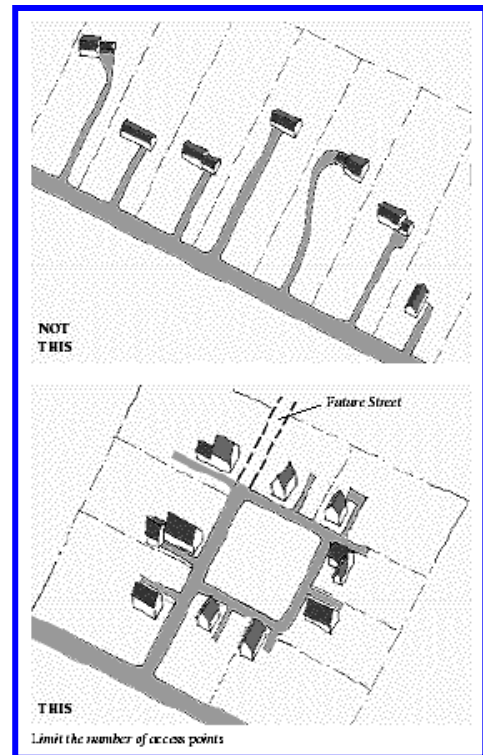 NOT
THIS
Future Street
THIS
Limit the number of access points